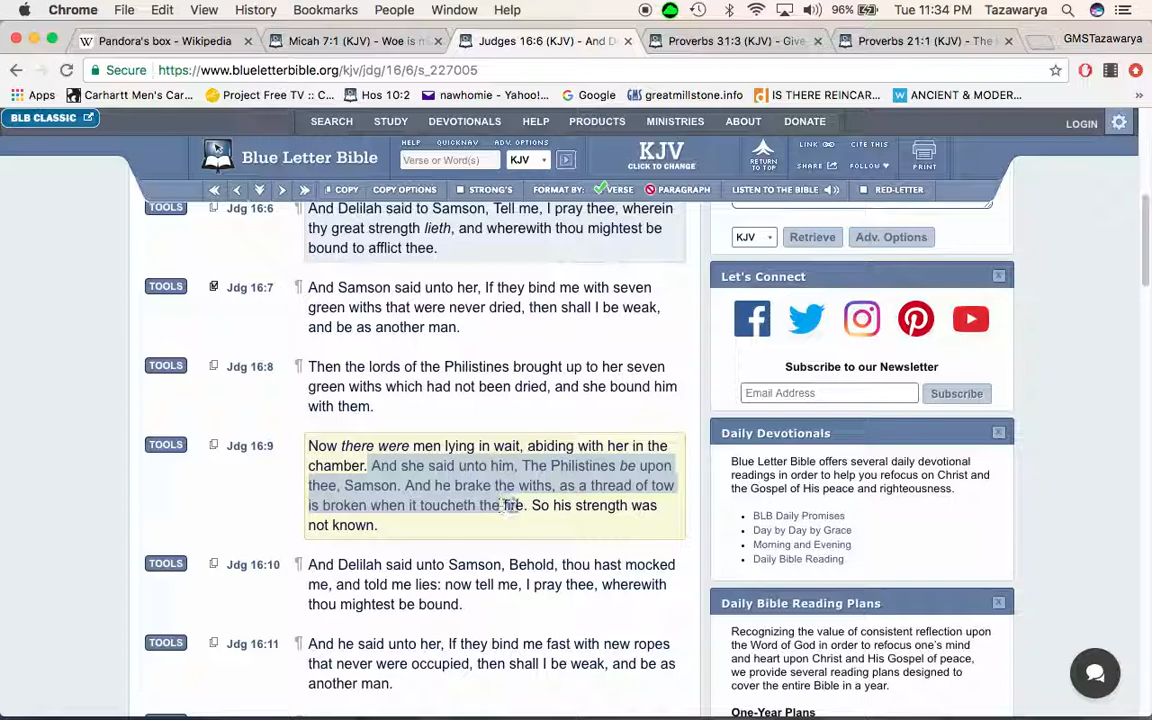 Chrome File Edit View History Bookmarks People Window Help 96% Tue 11:34 PM Tazawarya
Pandora's box - Wikipedia × Micah 7:1 (KJV) - Woe is m × Judges 16:6 (KJV) - And D × Proverbs 31:3 (KJV) - Give × Proverbs 21:1 (KJV) - The × GMSTazawarya
Secure https://www.blueletterbible.org/kjv/jdg/16/6/s_227005
Apps Carhartt Men's Car... Project Free TV :: C... Hos 10:2 nawhomie - Yahoo!... Google greatmillstone.info IS THERE REINCAR... ANCIENT & MODER... »
BLB CLASSIC SEARCH STUDY DEVOTIONALS HELP PRODUCTS MINISTRIES ABOUT DONATE LOGIN
HELP QUICKNAV ADV. OPTIONS
Blue Letter Bible Verse or Word(s) KJV
KJV
CLICK TO CHANGE
RETURN TO TOP
LINK CITE THIS
SHARE FOLLOW
PRINT
COPY COPY OPTIONS STRONG'S FORMAT BY: VERSE PARAGRAPH LISTEN TO THE BIBLE RED-LETTER
TOOLS Jdg 16:6 ¶ And Delilah said to Samson, Tell me, I pray thee, wherein
thy great strength lieth, and wherewith thou mightest be
bound to afflict thee.
TOOLS Jdg 16:7 ¶ And Samson said unto her, If they bind me with seven
green withs that were never dried, then shall I be weak,
and be as another man.
TOOLS Jdg 16:8 ¶ Then the lords of the Philistines brought up to her seven
green withs which had not been dried, and she bound him
with them.
TOOLS Jdg 16:9 Now there were men lying in wait, abiding with her in the
chamber. And she said unto him, The Philistines be upon
thee, Samson. And he brake the withs, as a thread of tow
is broken when it toucheth the fire. So his strength was
not known.
TOOLS Jdg 16:10 ¶ And Delilah said unto Samson, Behold, thou hast mocked
me, and told me lies: now tell me, I pray thee, wherewith
thou mightest be bound.
TOOLS Jdg 16:11 ¶ And he said unto her, If they bind me fast with new ropes
that never were occupied, then shall I be weak, and be as
another man.
KJV Retrieve Adv. Options
Let's Connect
Subscribe to our Newsletter
Email Address Subscribe
Daily Devotionals
Blue Letter Bible offers several daily devotional
readings in order to help you refocus on Christ and
the Gospel of His peace and righteousness.
BLB Daily Promises
Day by Day by Grace
Morning and Evening
Daily Bible Reading
Daily Bible Reading Plans
Recognizing the value of consistent reflection upon
the Word of God in order to refocus one's mind
and heart upon Christ and His Gospel of peace,
we provide several reading plans designed to
cover the entire Bible in a year.
One-Year Plans